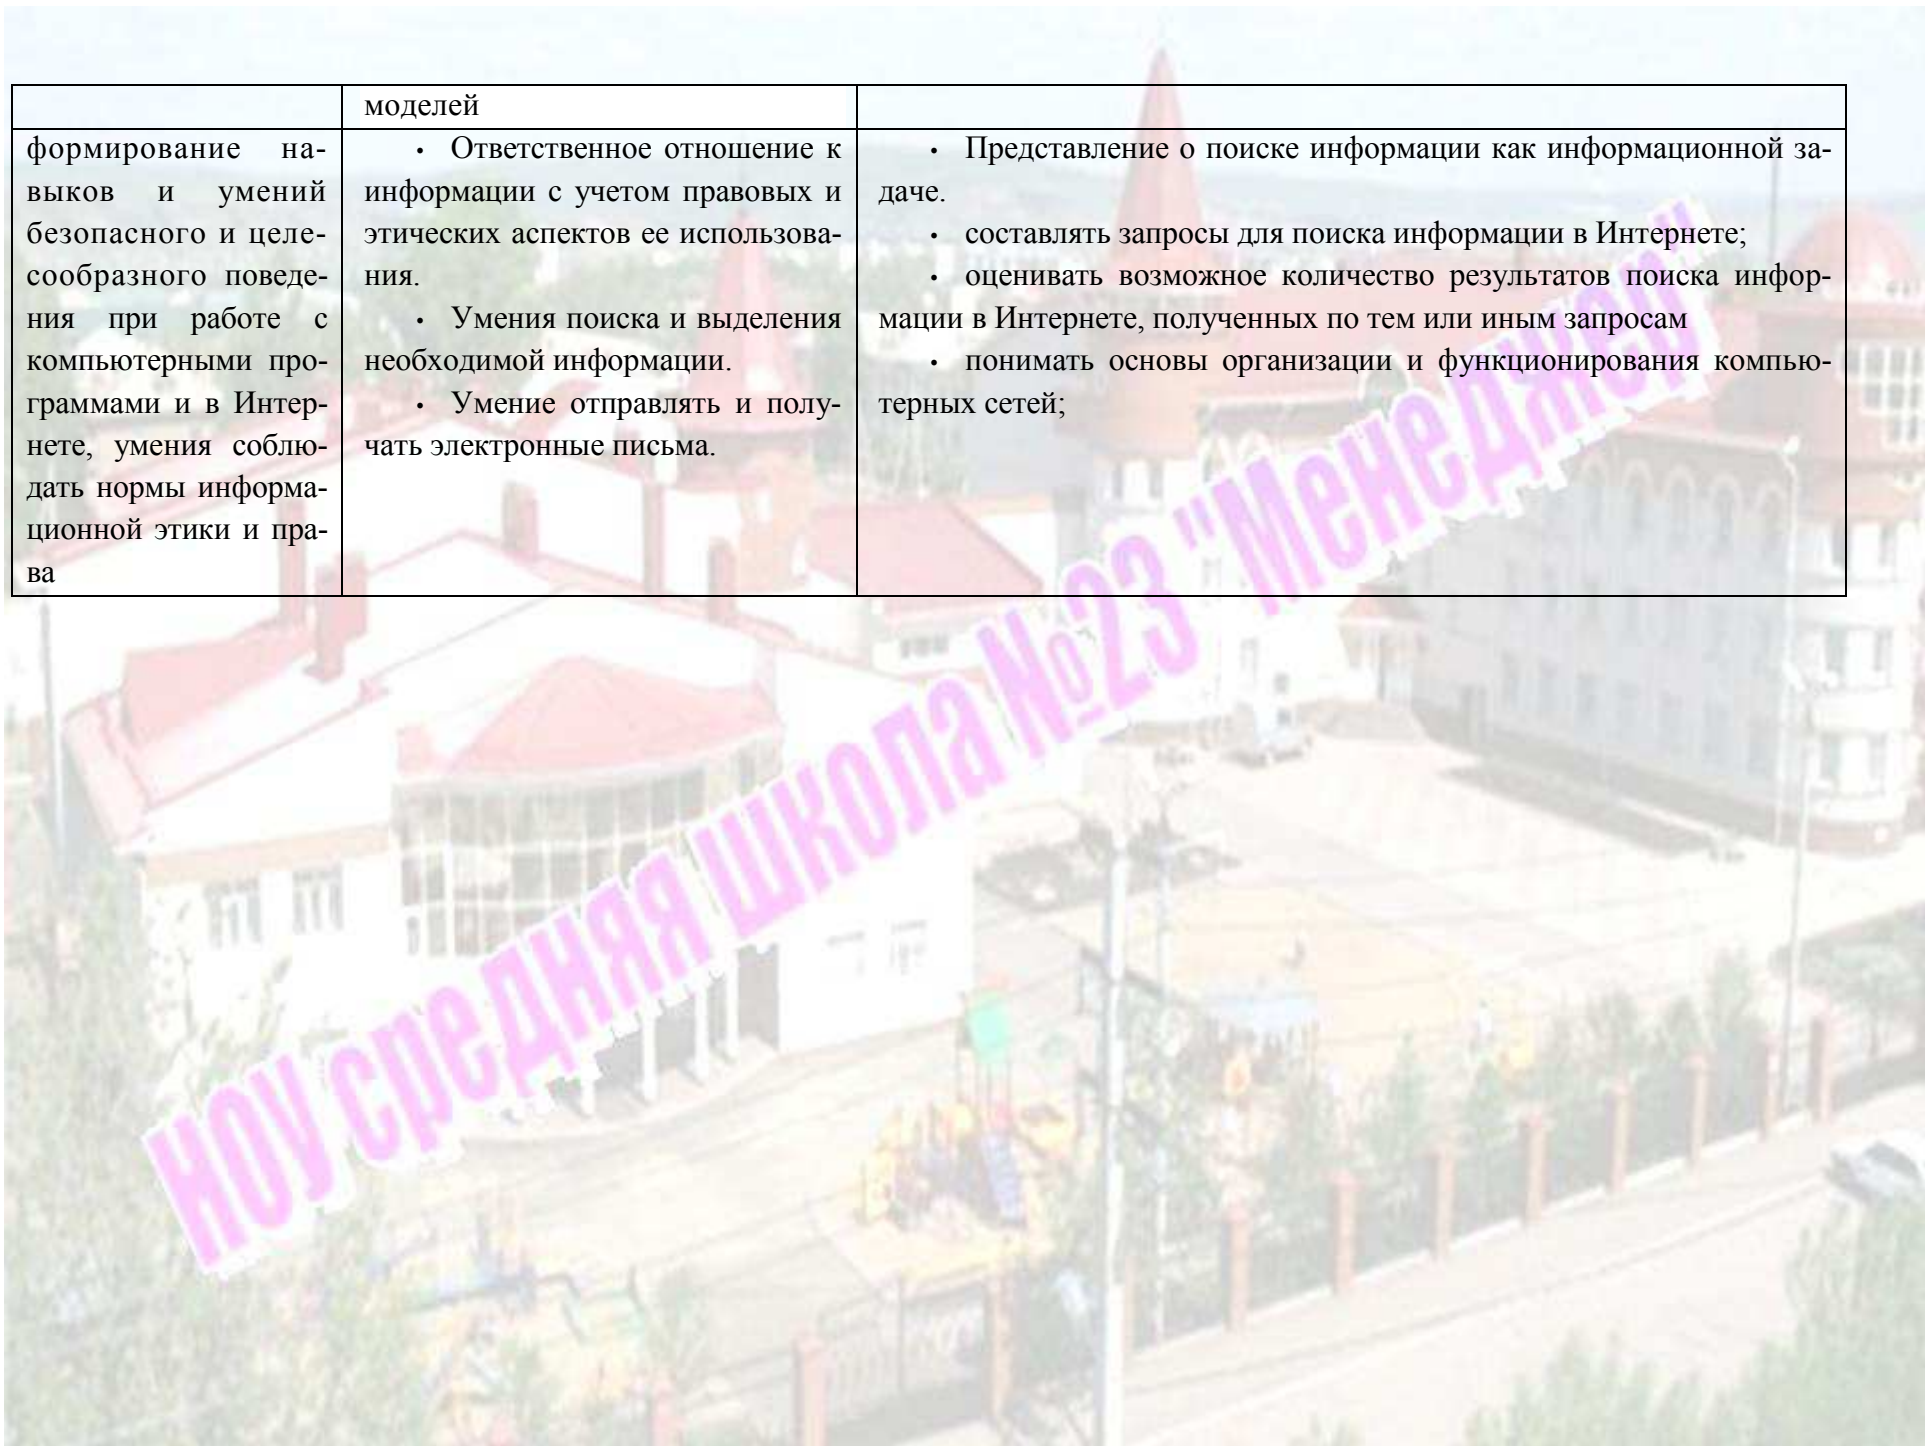 моделей
формирование на-
выков и умений
безопасного и целе-
сообразного поведе-
ния при работе с
компьютерными про-
граммами и в Интер-
нете, умения соблю-
дать нормы информа-
ционной этики и пра-
ва
• Ответственное отношение к
информации с учетом правовых и
этических аспектов ее использова-
ния.
• Умения поиска и выделения
необходимой информации.
• Умение отправлять и полу-
чать электронные письма.
• Представление о поиске информации как информационной за-
даче.
• составлять запросы для поиска информации в Интернете;
• оценивать возможное количество результатов поиска инфор-
мации в Интернете, полученных по тем или иным запросам
• понимать основы организации и функционирования компью-
терных сетей;
НОУ средняя школа №23 "Менеджер"